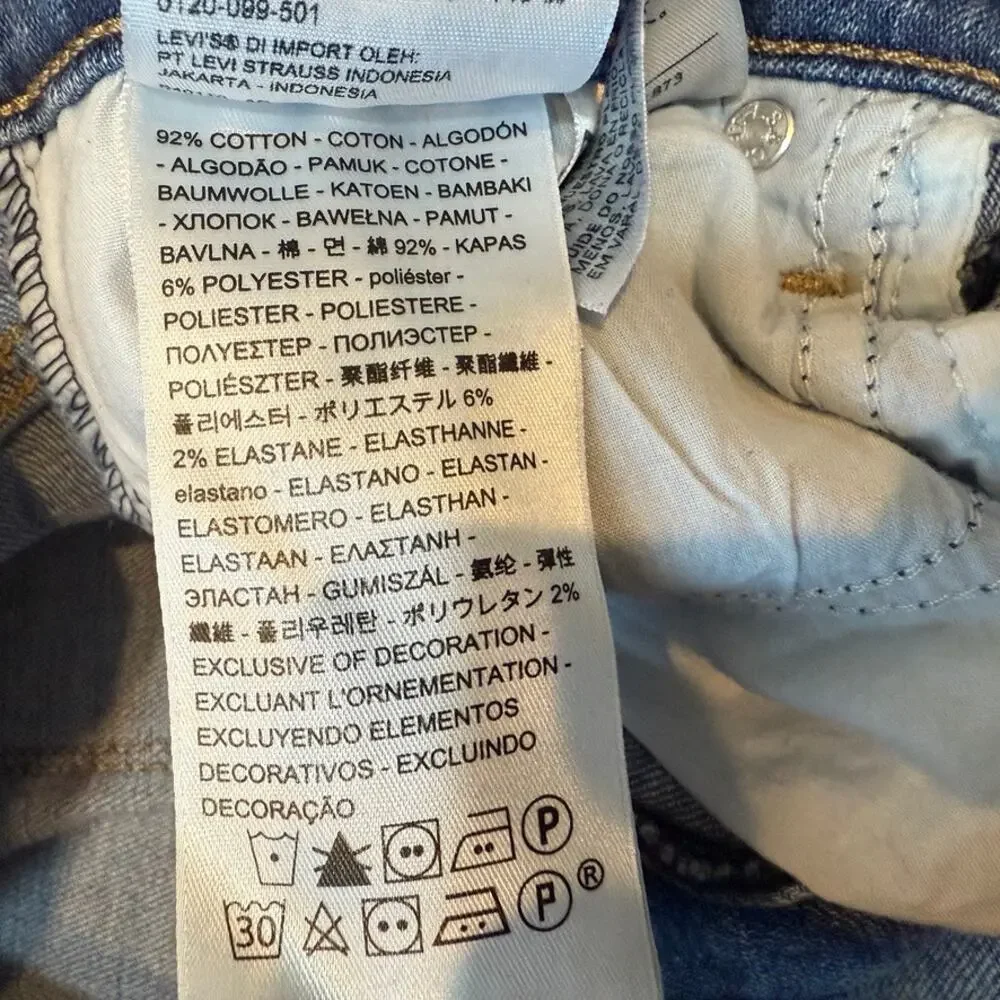 0120-099-501
LEVI'S® DI IMPORT OLEH:
PT LEVI STRAUSS INDONESIA
JAKARTA - INDONESIA
92% COTTON - COTON - ALGODÓN
- ALGODÃO - PAMUK - COTONE -
BAUMWOLLE - KATOEN - BAMBAKI
- ХЛОПОК - BAWEŁNA - PAMUT -
BAVLNA - 棉 - 면 - 綿 92% - KAPAS
6% POLYESTER - poliéster -
POLIESTER - POLIESTERE -
ΠΟΛΥΕΣΤΕΡ - ПОЛИЭСТЕР -
POLIÉSZTER - 聚酯纤维 - 聚酯纖維 -
폴리에스터 - ポリエステル 6%
2% ELASTANE - ELASTHANNE -
elastano - ELASTANO - ELASTAN -
ELASTOMERO - ELASTHAN -
ELASTAAN - ΕΛΑΣΤΑΝΗ -
ЭЛАСТАН - GUMISZÁL - 氨纶 - 彈性
纖維 - 폴리우레탄 - ポリウレタン 2%
EXCLUSIVE OF DECORATION -
EXCLUANT L'ORNEMENTATION -
EXCLUYENDO ELEMENTOS
DECORATIVOS - EXCLUINDO
DECORAÇÃO
P
30
P ®
873